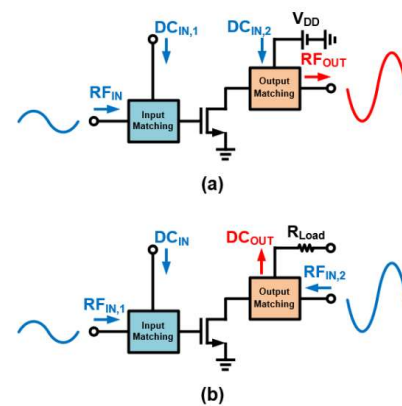 DC_IN,1
DC_IN,2
V_DD
RF_IN
RF_OUT
Input
Matching
Output
Matching
(a)
DC_IN
DC_OUT
R_Load
RF_IN,1
RF_IN,2
Input
Matching
Output
Matching
(b)